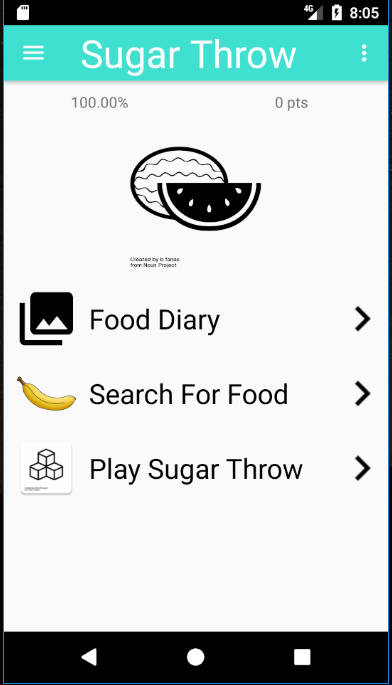 4G 8:05
Sugar Throw
100.00% 0 pts
Created by b farias
from Noun Project
Food Diary
Search For Food
Play Sugar Throw